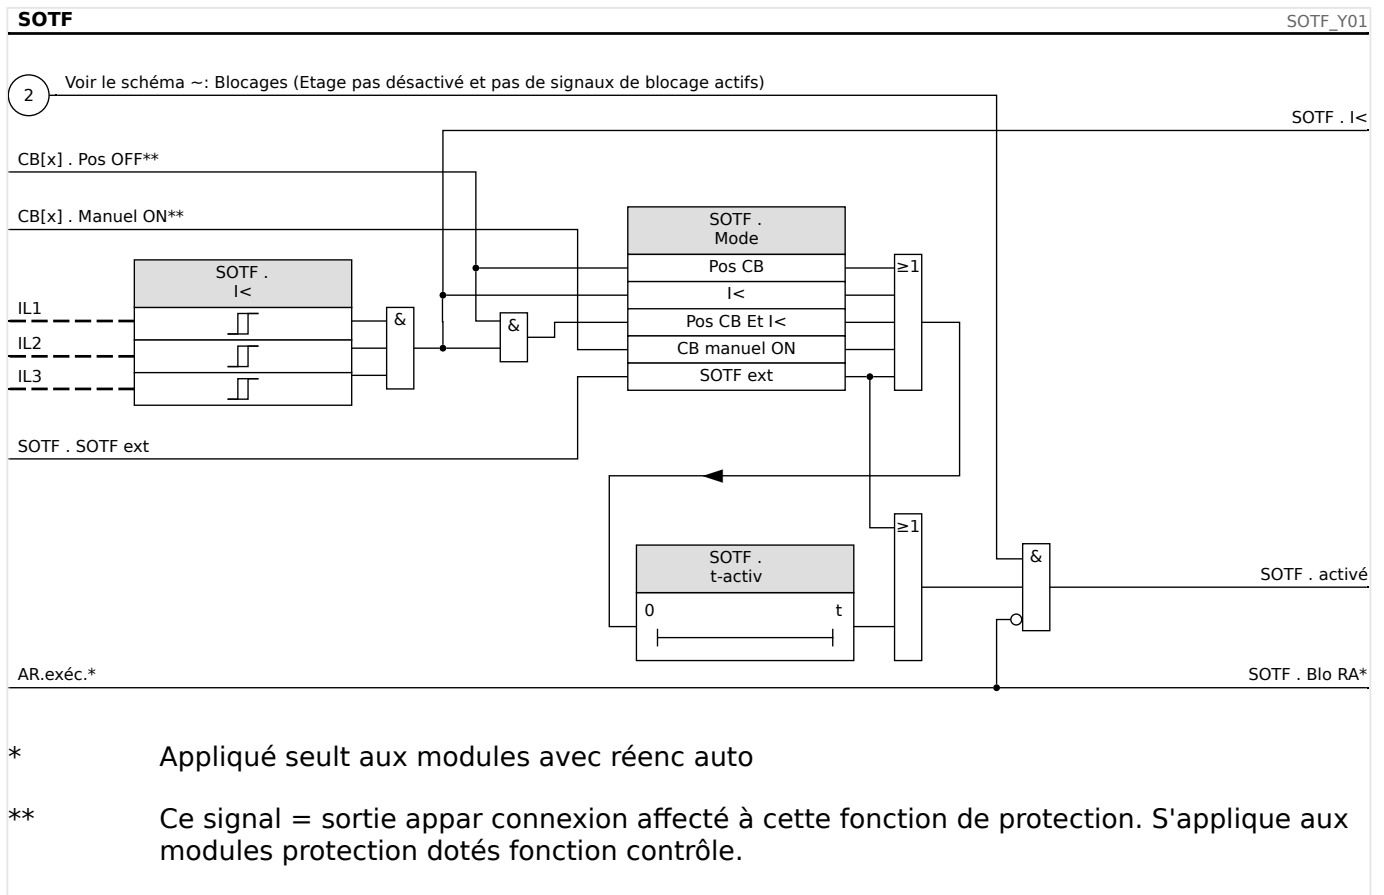 SOTF
SOTF_Y01
Voir le schéma ~: Blocages (Etage pas désactivé et pas de signaux de blocage actifs)
2
SOTF . I<
CB[x] . Pos OFF**
CB[x] . Manuel ON**
SOTF .
Mode
Pos CB
I<
Pos CB Et I<
CB manuel ON
SOTF ext
≥1
SOTF .
I<
IL1
IL2
IL3
&
&
SOTF . SOTF ext
≥1
SOTF .
t-activ
0
t
&
SOTF . activé
AR.exéc.*
SOTF . Blo RA*
* Appliqué seult aux modules avec réenc auto
** Ce signal = sortie appar connexion affecté à cette fonction de protection. S'applique aux
modules protection dotés fonction contrôle.